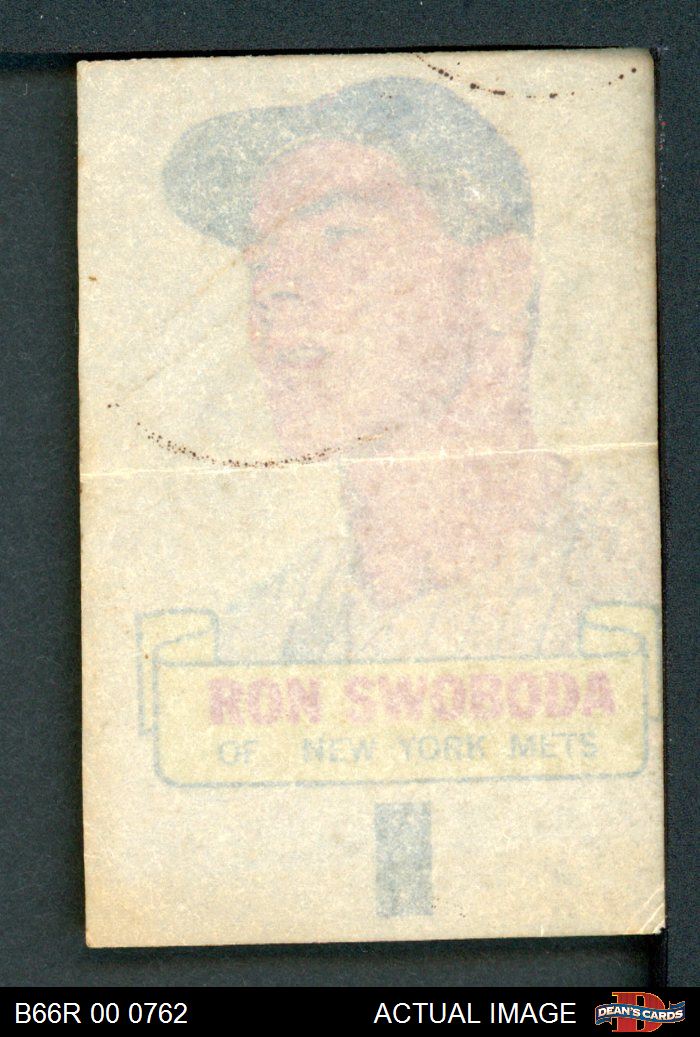 RON SWOBODA
OF NEW YORK METS
B66R 00 0762
ACTUAL IMAGE
D
DEAN'S CARDS